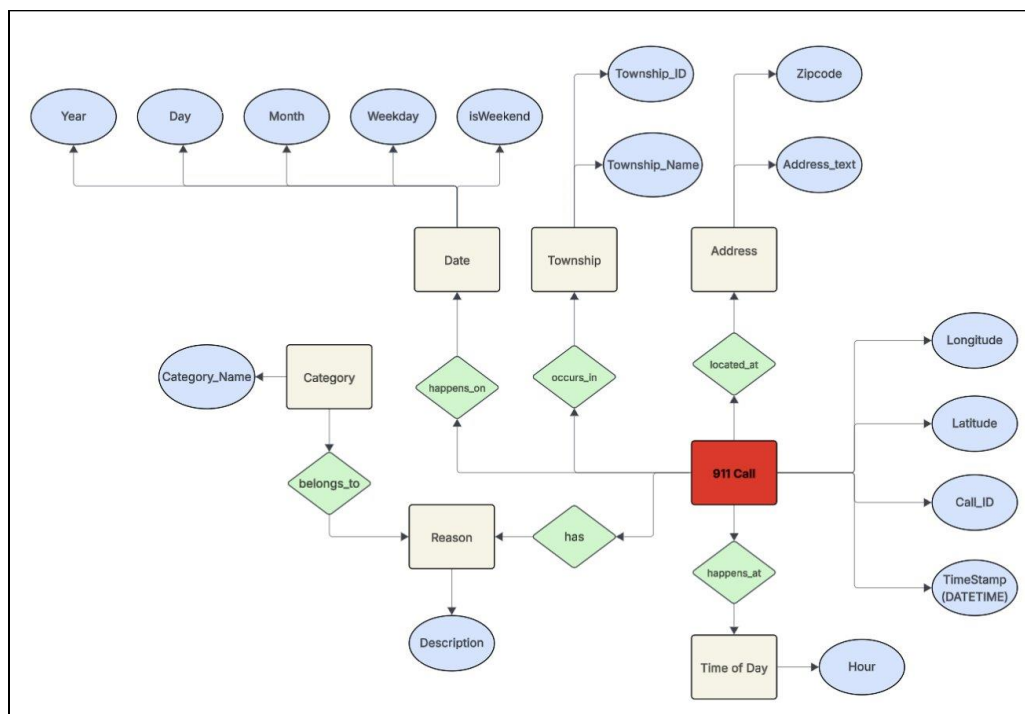 Township_ID
Zipcode
Year
Day
Month
Weekday
isWeekend
Township_Name
Address_text
Date
Township
Address
Longitude
Category_Name
Category
happens_on
occurs_in
located_at
Latitude
911 Call
belongs_to
Call_ID
Reason
has
happens_at
TimeStamp
(DATETIME)
Description
Time of Day
Hour